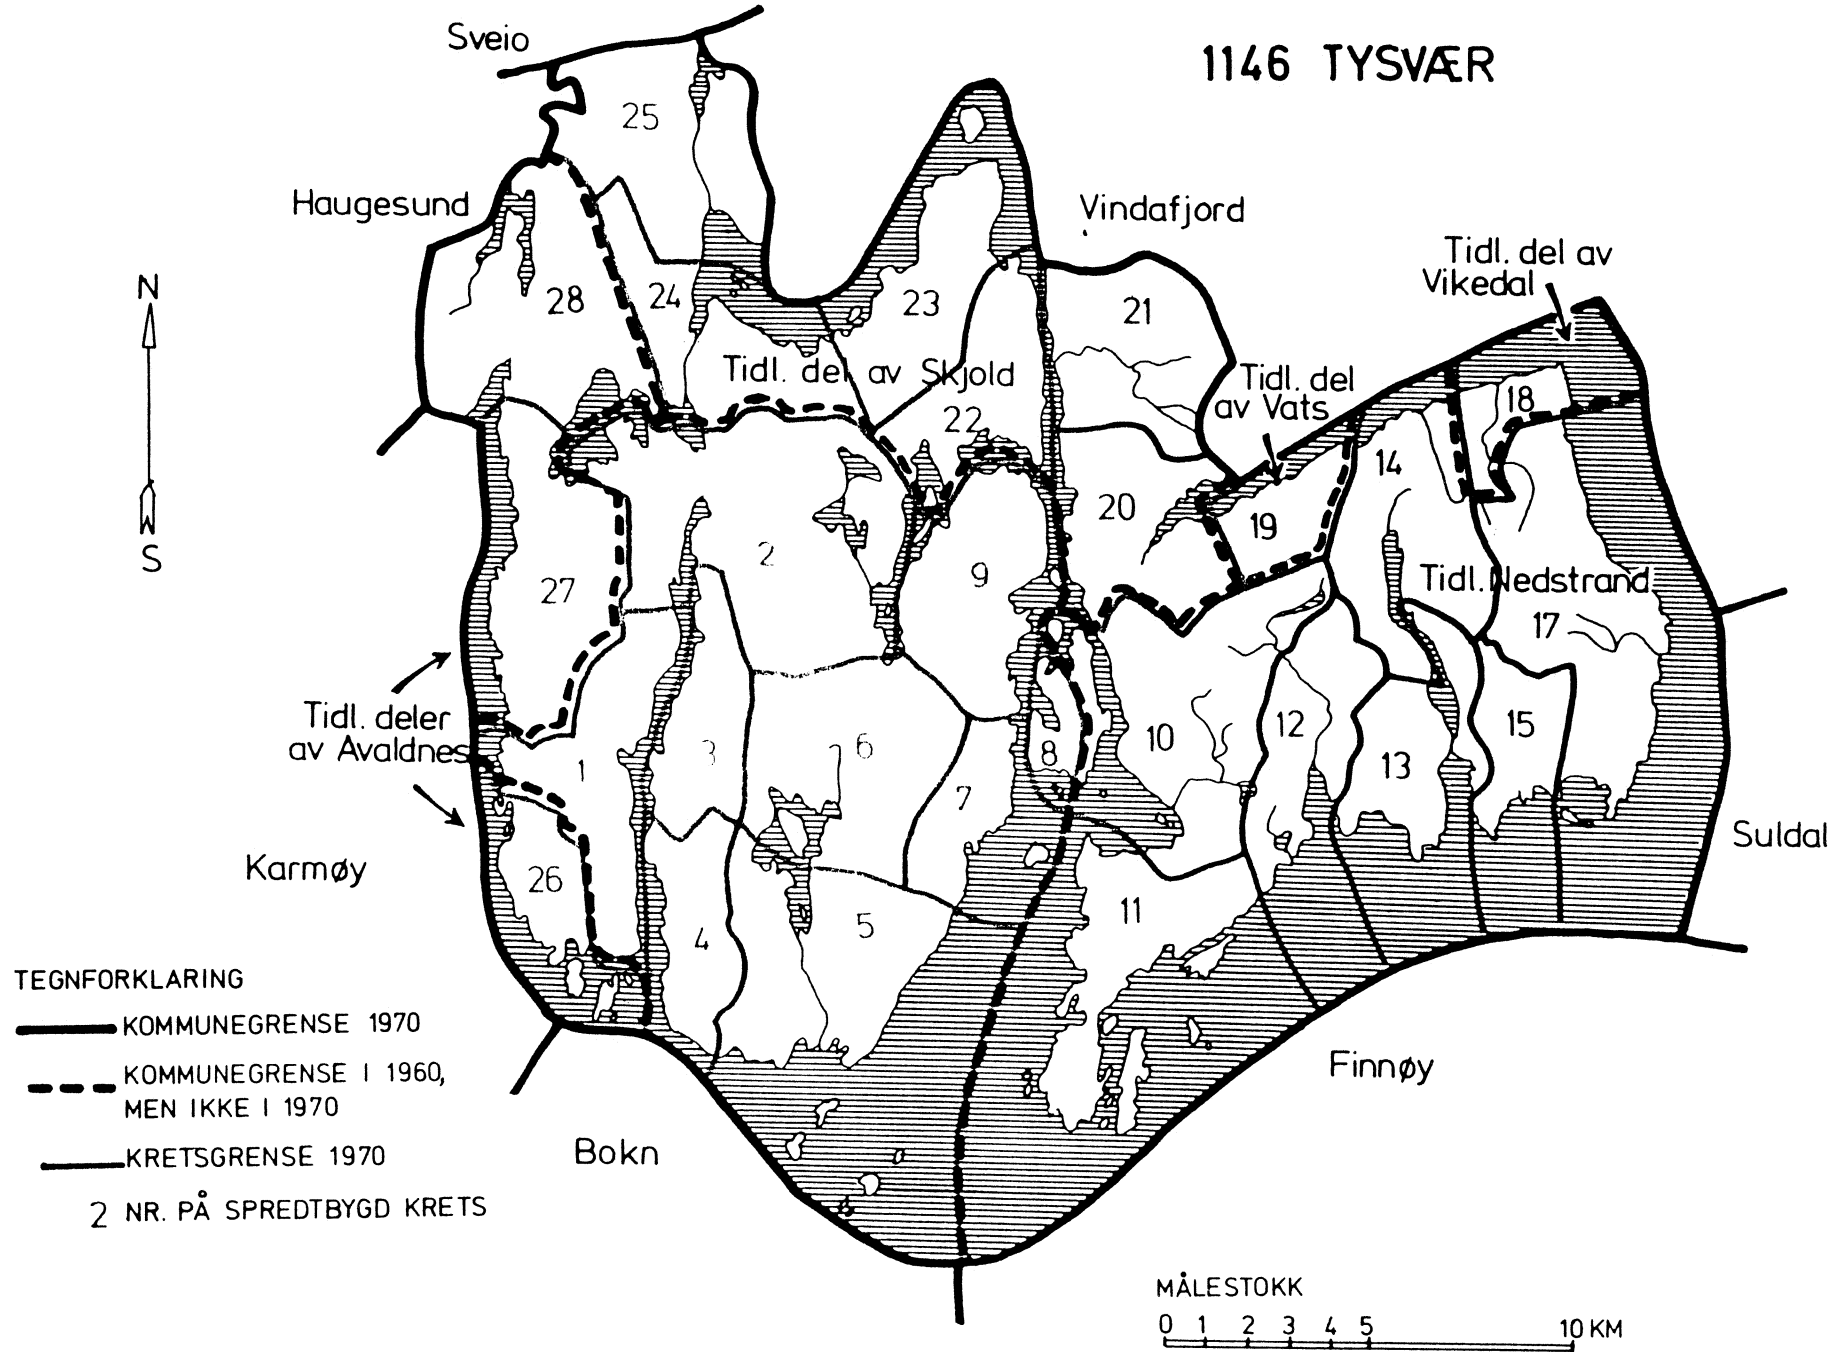 1146 TYSVÆR
Sveio
25
Haugesund
Vindafjord
Tidl. del av
Vikedal
N
28
24
23
21
Tidl. del av Skjold
Tidl. del
av Vats
18
22
14
20
19
2
S
27
9
Tidl. Nedstrand
17
Tidl. deler
av Avaldnes
1
3
6
8
10
12
15
13
7
Karmøy
Suldal
26
4
5
11
TEGNFORKLARING
KOMMUNEGRENSE 1970
KOMMUNEGRENSE I 1960,
MEN IKKE I 1970
KRETSGRENSE 1970
2 NR. PÅ SPREDTBYGD KRETS
Finnøy
Bokn
MÅLESTOKK
0 1 2 3 4 5 10 KM